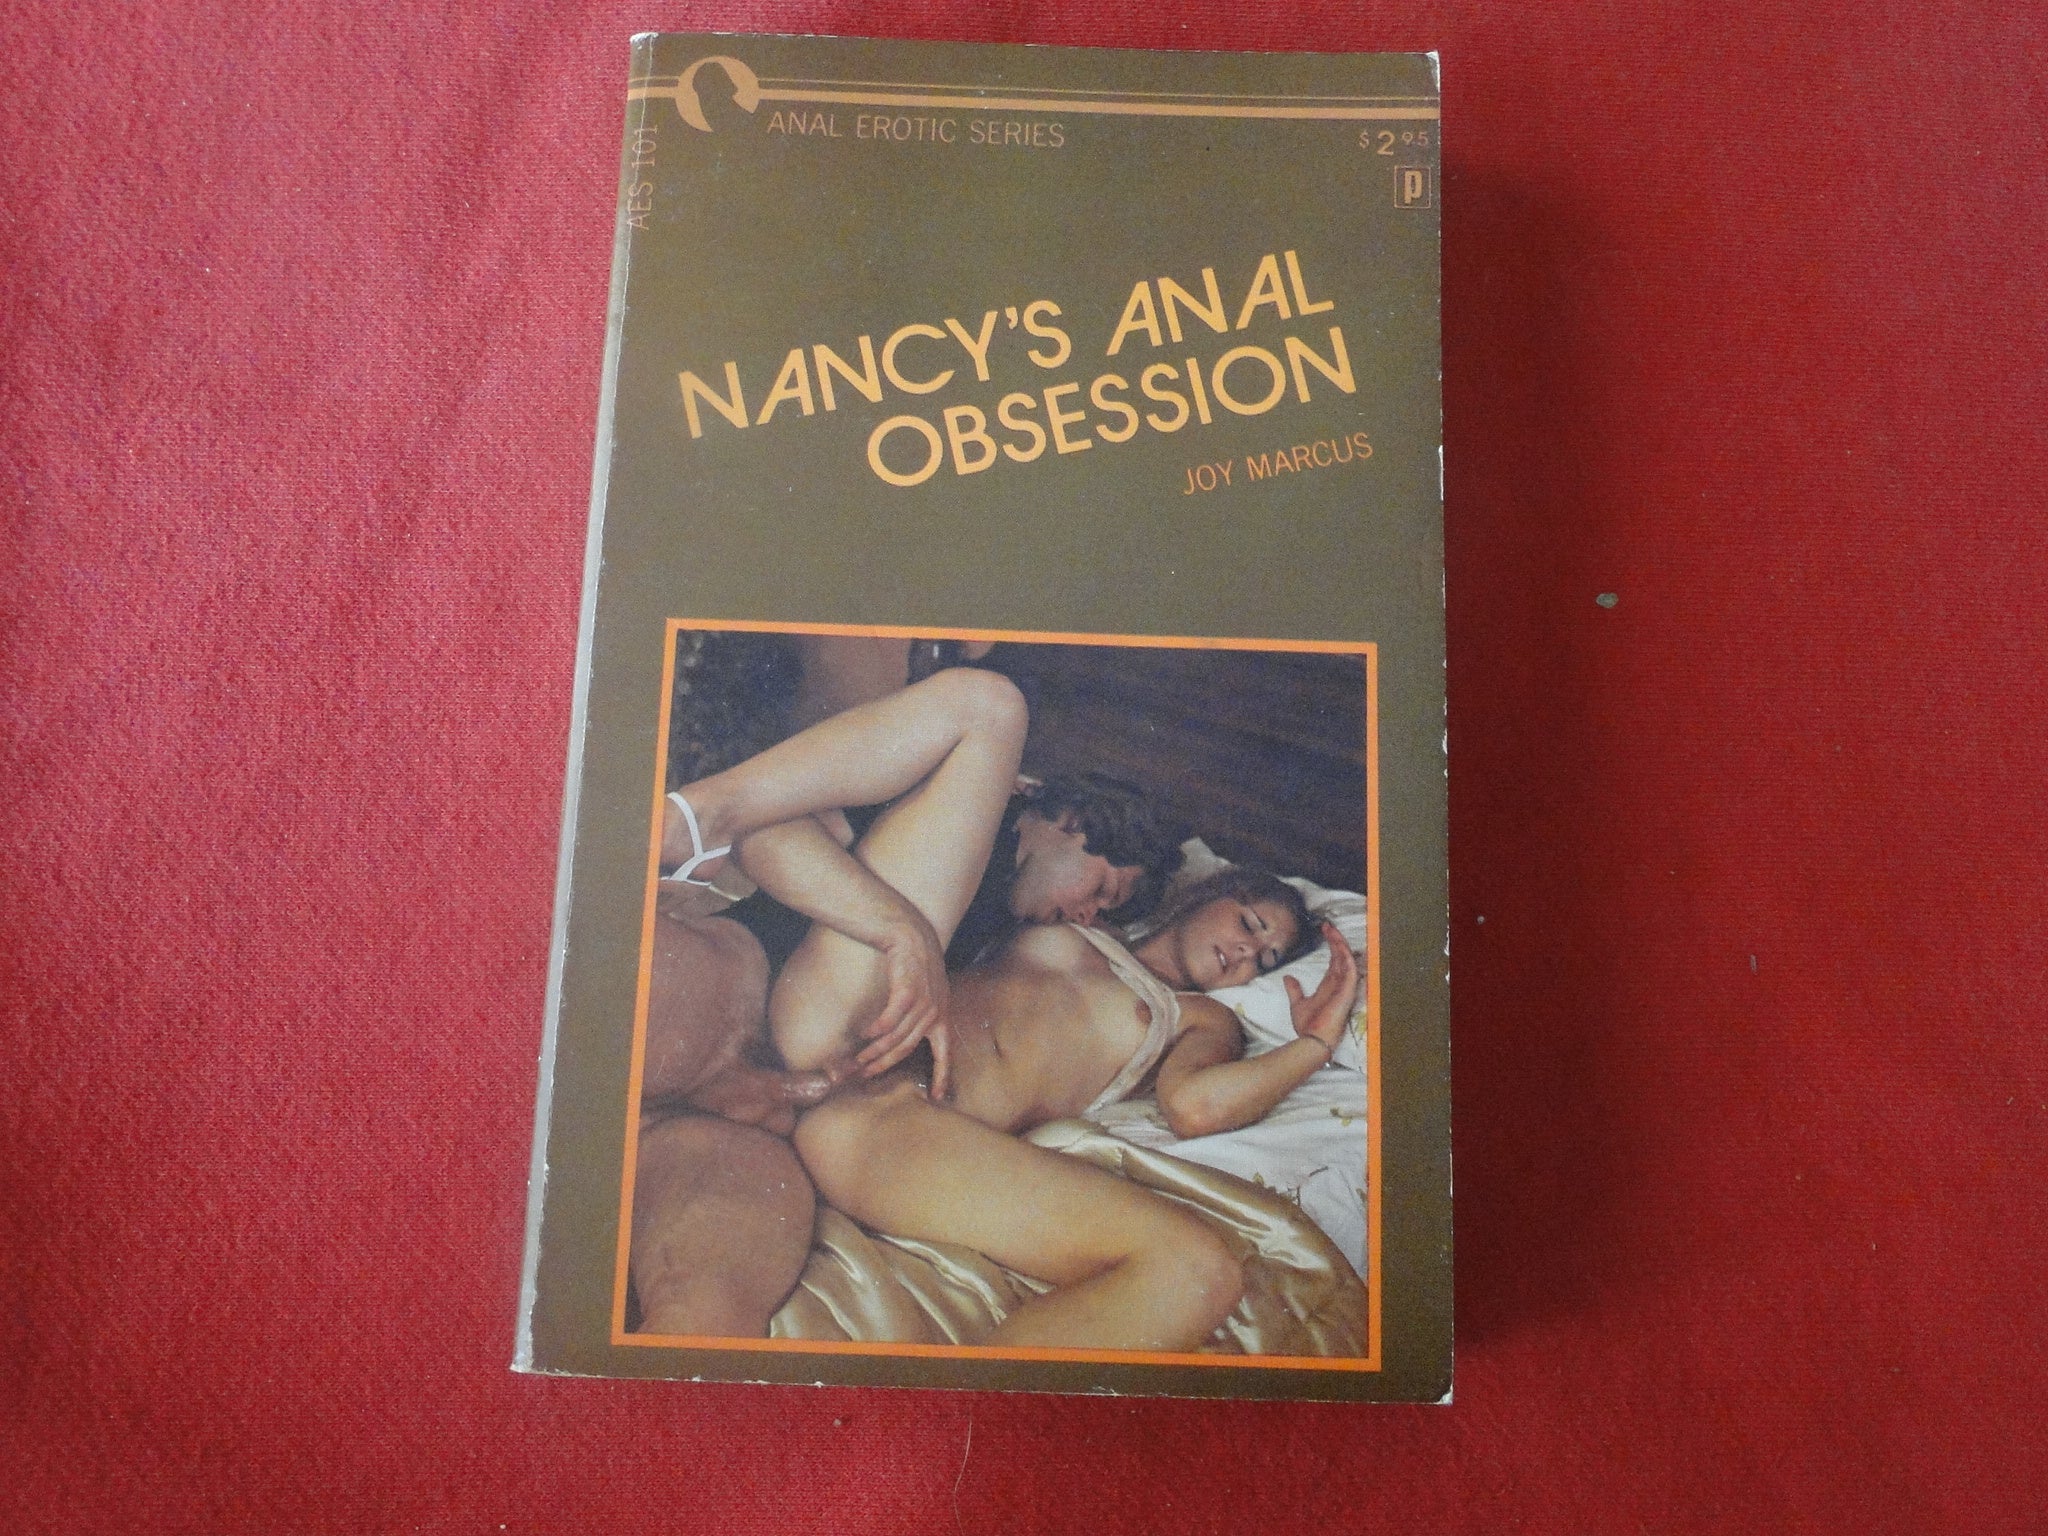 ANAL EROTIC SERIES
$2.95
P
AES 101
NANCY'S ANAL
OBSESSION
JOY MARCUS